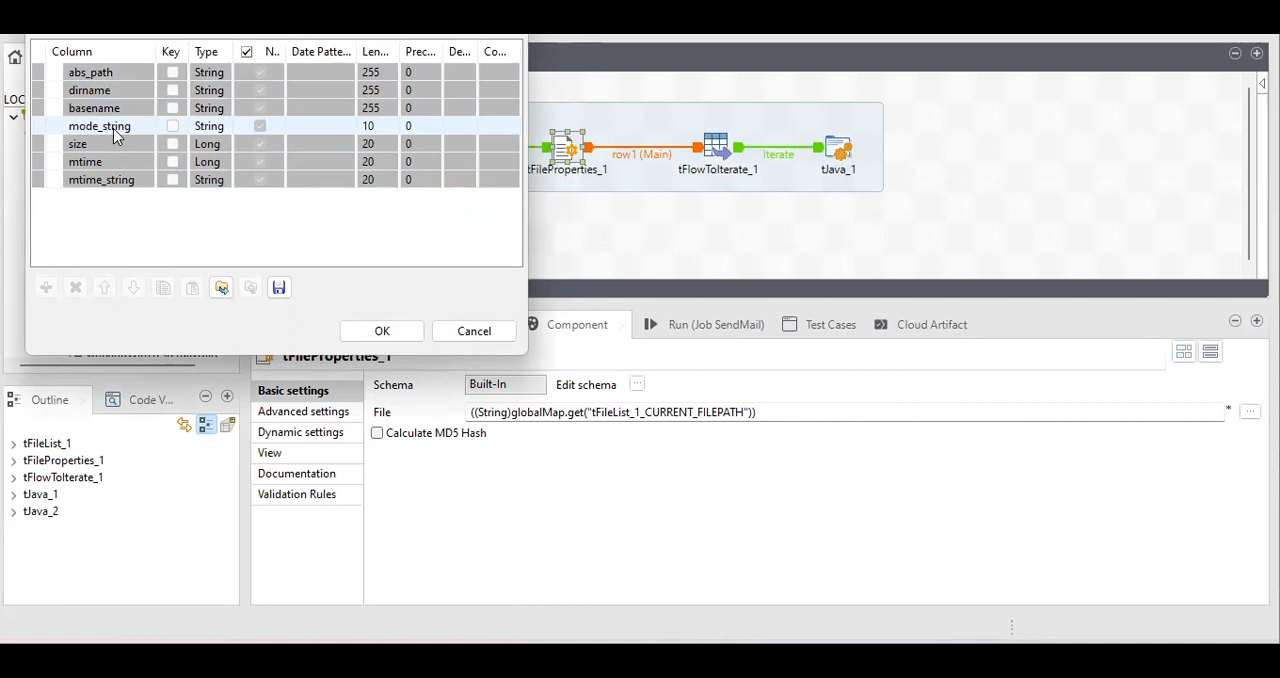 Column Key Type N.. Date Patte... Len... Prec... De... Co...
abs_path String 255 0
dirname String 255 0
basename String 255 0
mode_string String 10 0
size Long 20 0
mtime Long 20 0
mtime_string String 20 0
OK Cancel
LOC
row1 (Main) Iterate
tFileProperties_1 tFlowToIterate_1 tJava_1
Component Run (Job SendMail) Test Cases Cloud Artifact
tFileProperties_1
Basic settings
Advanced settings
Dynamic settings
View
Documentation
Validation Rules
Schema Built-In Edit schema ...
File ((String)globalMap.get("tFileList_1_CURRENT_FILEPATH")) * ...
Calculate MD5 Hash
Outline Code V...
tFileList_1
tFileProperties_1
tFlowToIterate_1
tJava_1
tJava_2